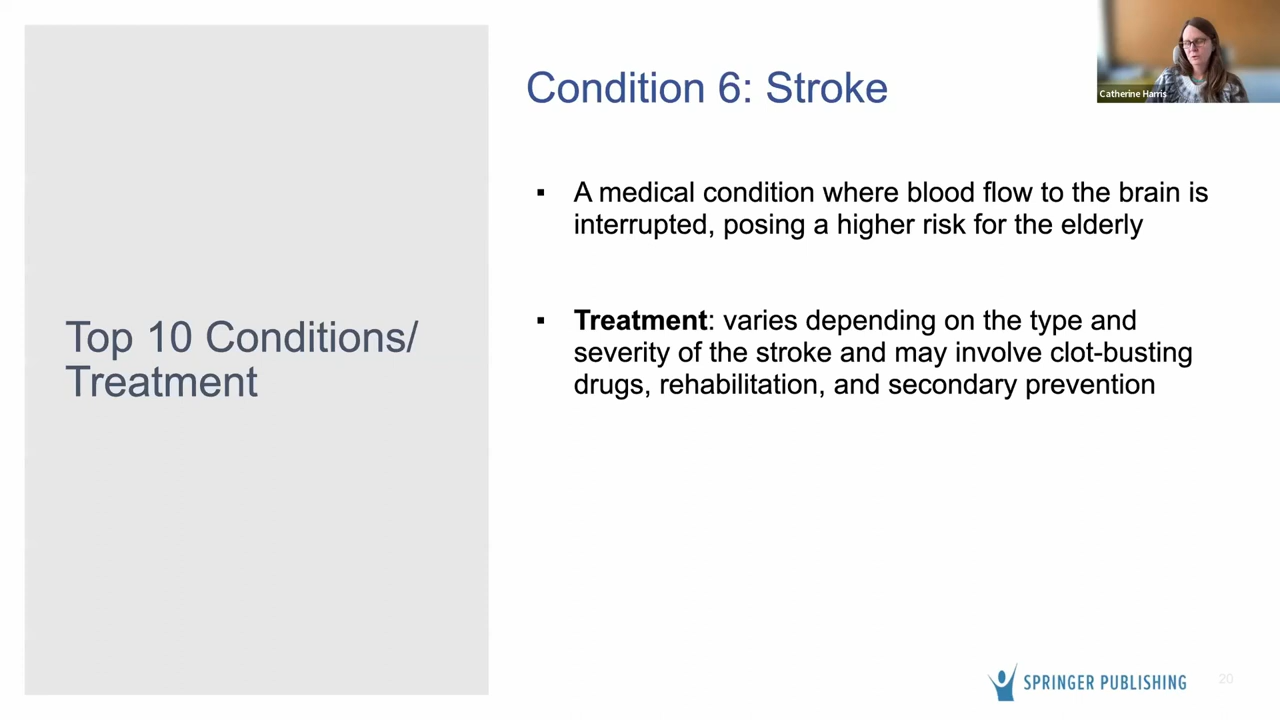 Condition 6: Stroke
Catherine Harris
▪ A medical condition where blood flow to the brain is
interrupted, posing a higher risk for the elderly
Top 10 Conditions/
Treatment
▪ Treatment: varies depending on the type and
severity of the stroke and may involve clot-busting
drugs, rehabilitation, and secondary prevention
SPRINGER PUBLISHING
20